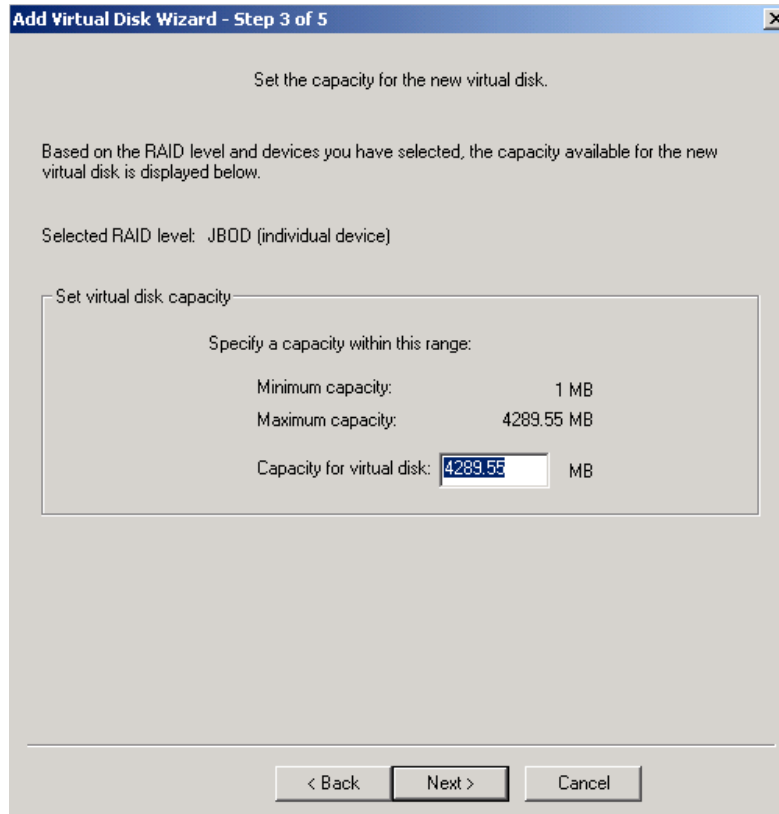 Add Virtual Disk Wizard - Step 3 of 5
Set the capacity for the new virtual disk.
Based on the RAID level and devices you have selected, the capacity available for the new
virtual disk is displayed below.
Selected RAID level: JBOD (individual device)
Set virtual disk capacity
Specify a capacity within this range:
Minimum capacity: 1 MB
Maximum capacity: 4289.55 MB
Capacity for virtual disk: 4289.55 MB
< Back Next > Cancel